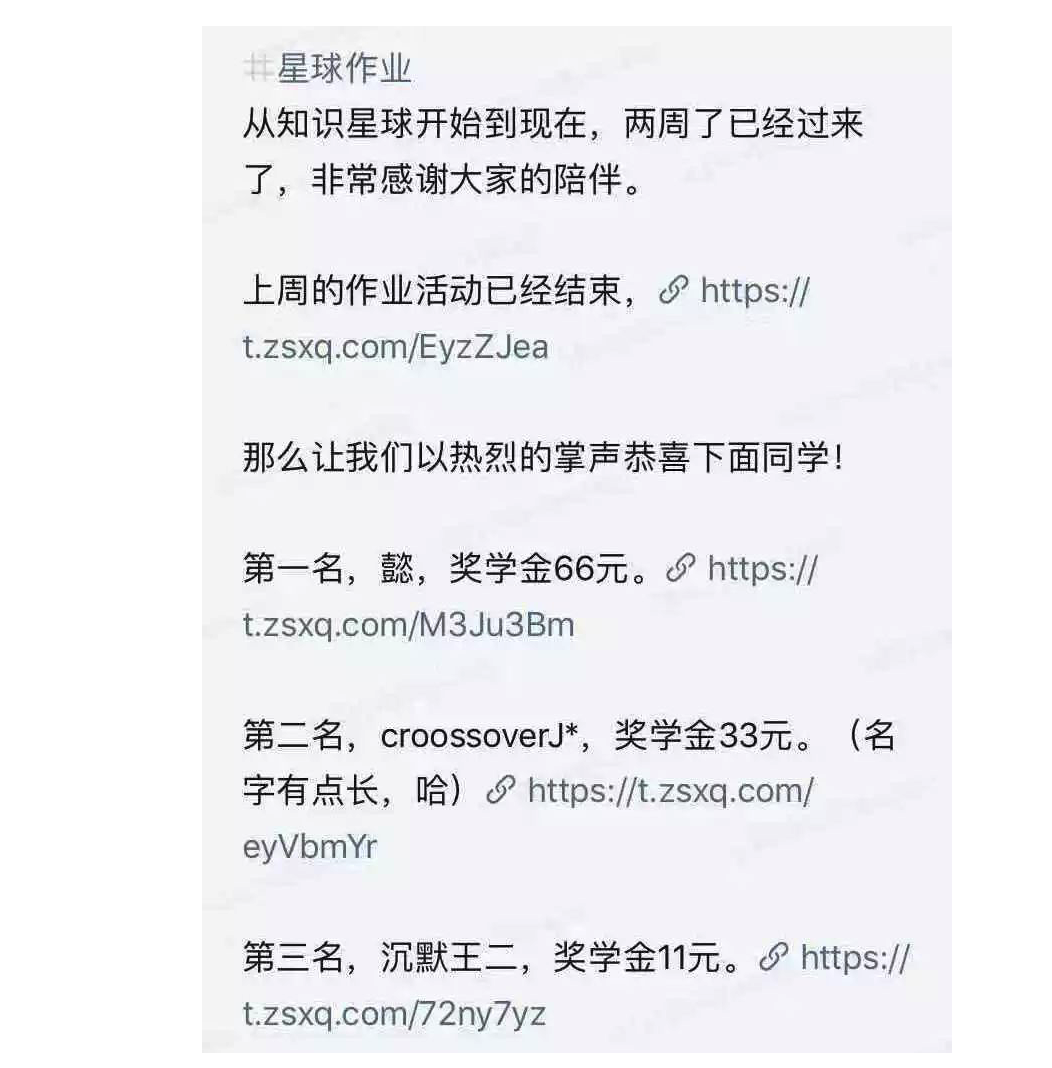 #星球作业
从知识星球开始到现在，两周了已经过来
了，非常感谢大家的陪伴。
上周的作业活动已经结束，https://
t.zsxq.com/EyzZJea
那么让我们以热烈的掌声恭喜下面同学！
第一名，懿，奖学金66元。https://
t.zsxq.com/M3Ju3Bm
第二名，croossoverJ*，奖学金33元。（名
字有点长，哈）https://t.zsxq.com/
eyVbmYr
第三名，沉默王二，奖学金11元。https://
t.zsxq.com/72ny7yz